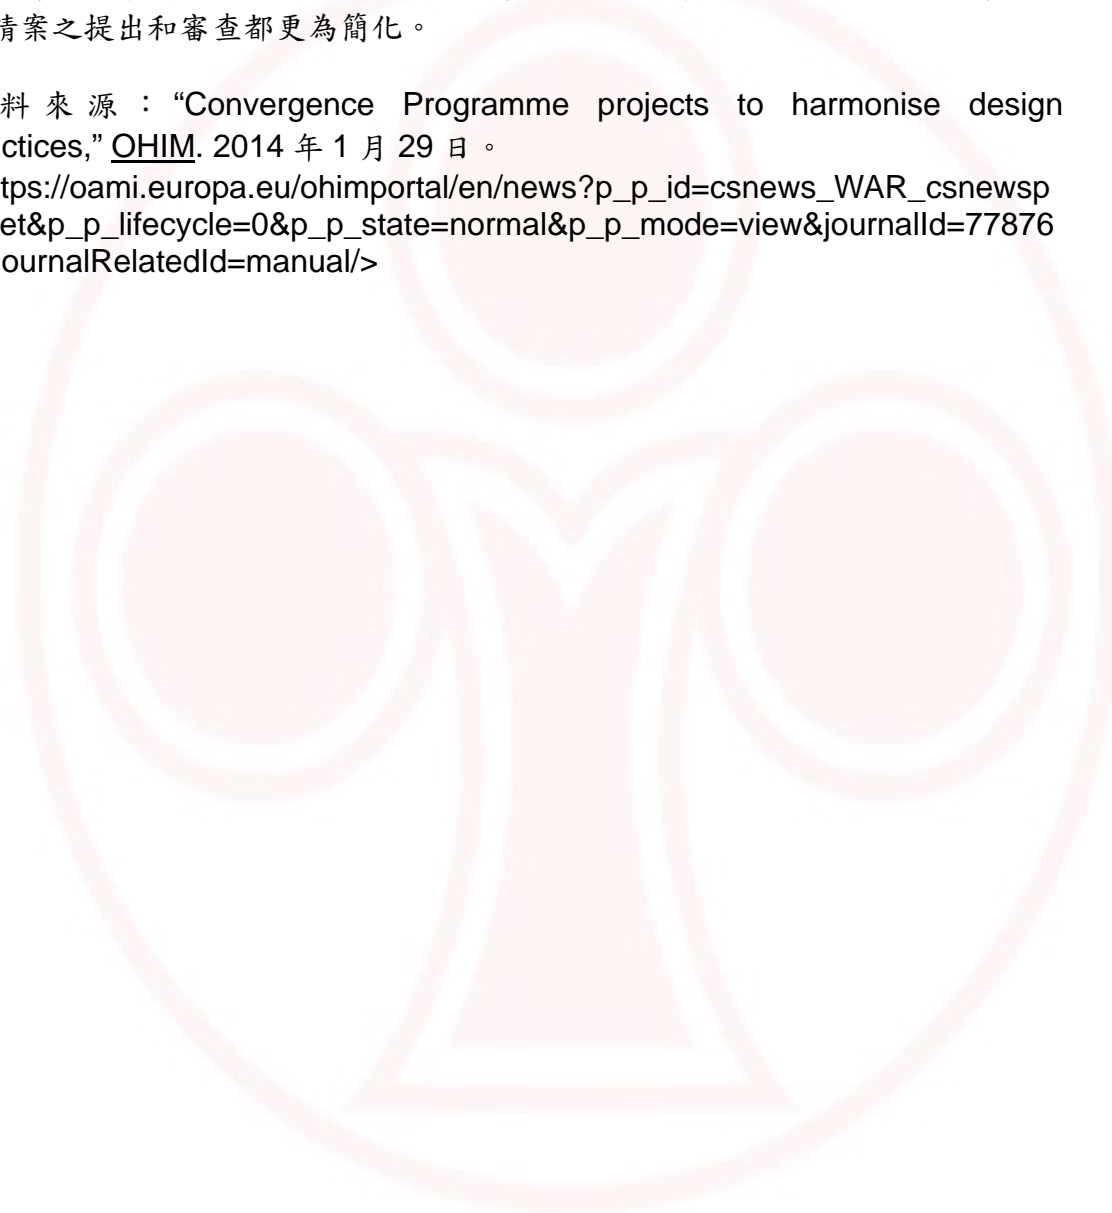 請案之提出和審查都更為簡化。
料來源：“Convergence Programme projects to harmonise design
ctices,” OHIM. 2014 年 1 月 29 日。
tps://oami.europa.eu/ohimportal/en/news?p_p_id=csnews_WAR_csnewsp
et&p_p_lifecycle=0&p_p_state=normal&p_p_mode=view&journalId=77876
ournalRelatedId=manual/>